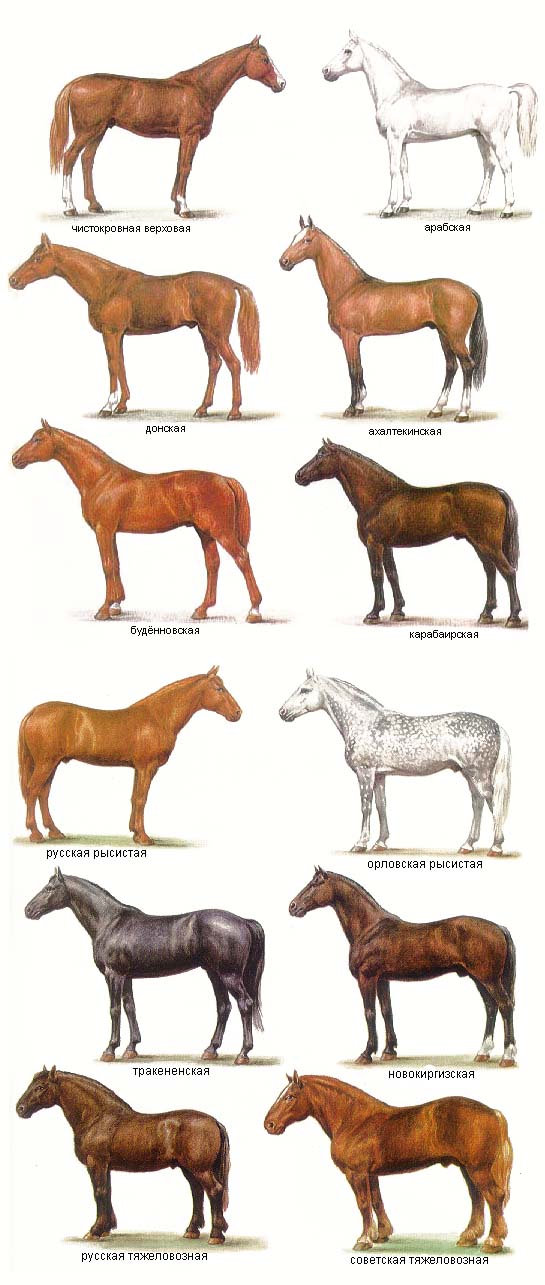 чистокровная верховая
арабская
донская
ахалтекинская
будённовская
карабаирская
русская рысистая
орловская рысистая
тракененская
новокиргизская
русская тяжеловозная
советская тяжеловозная